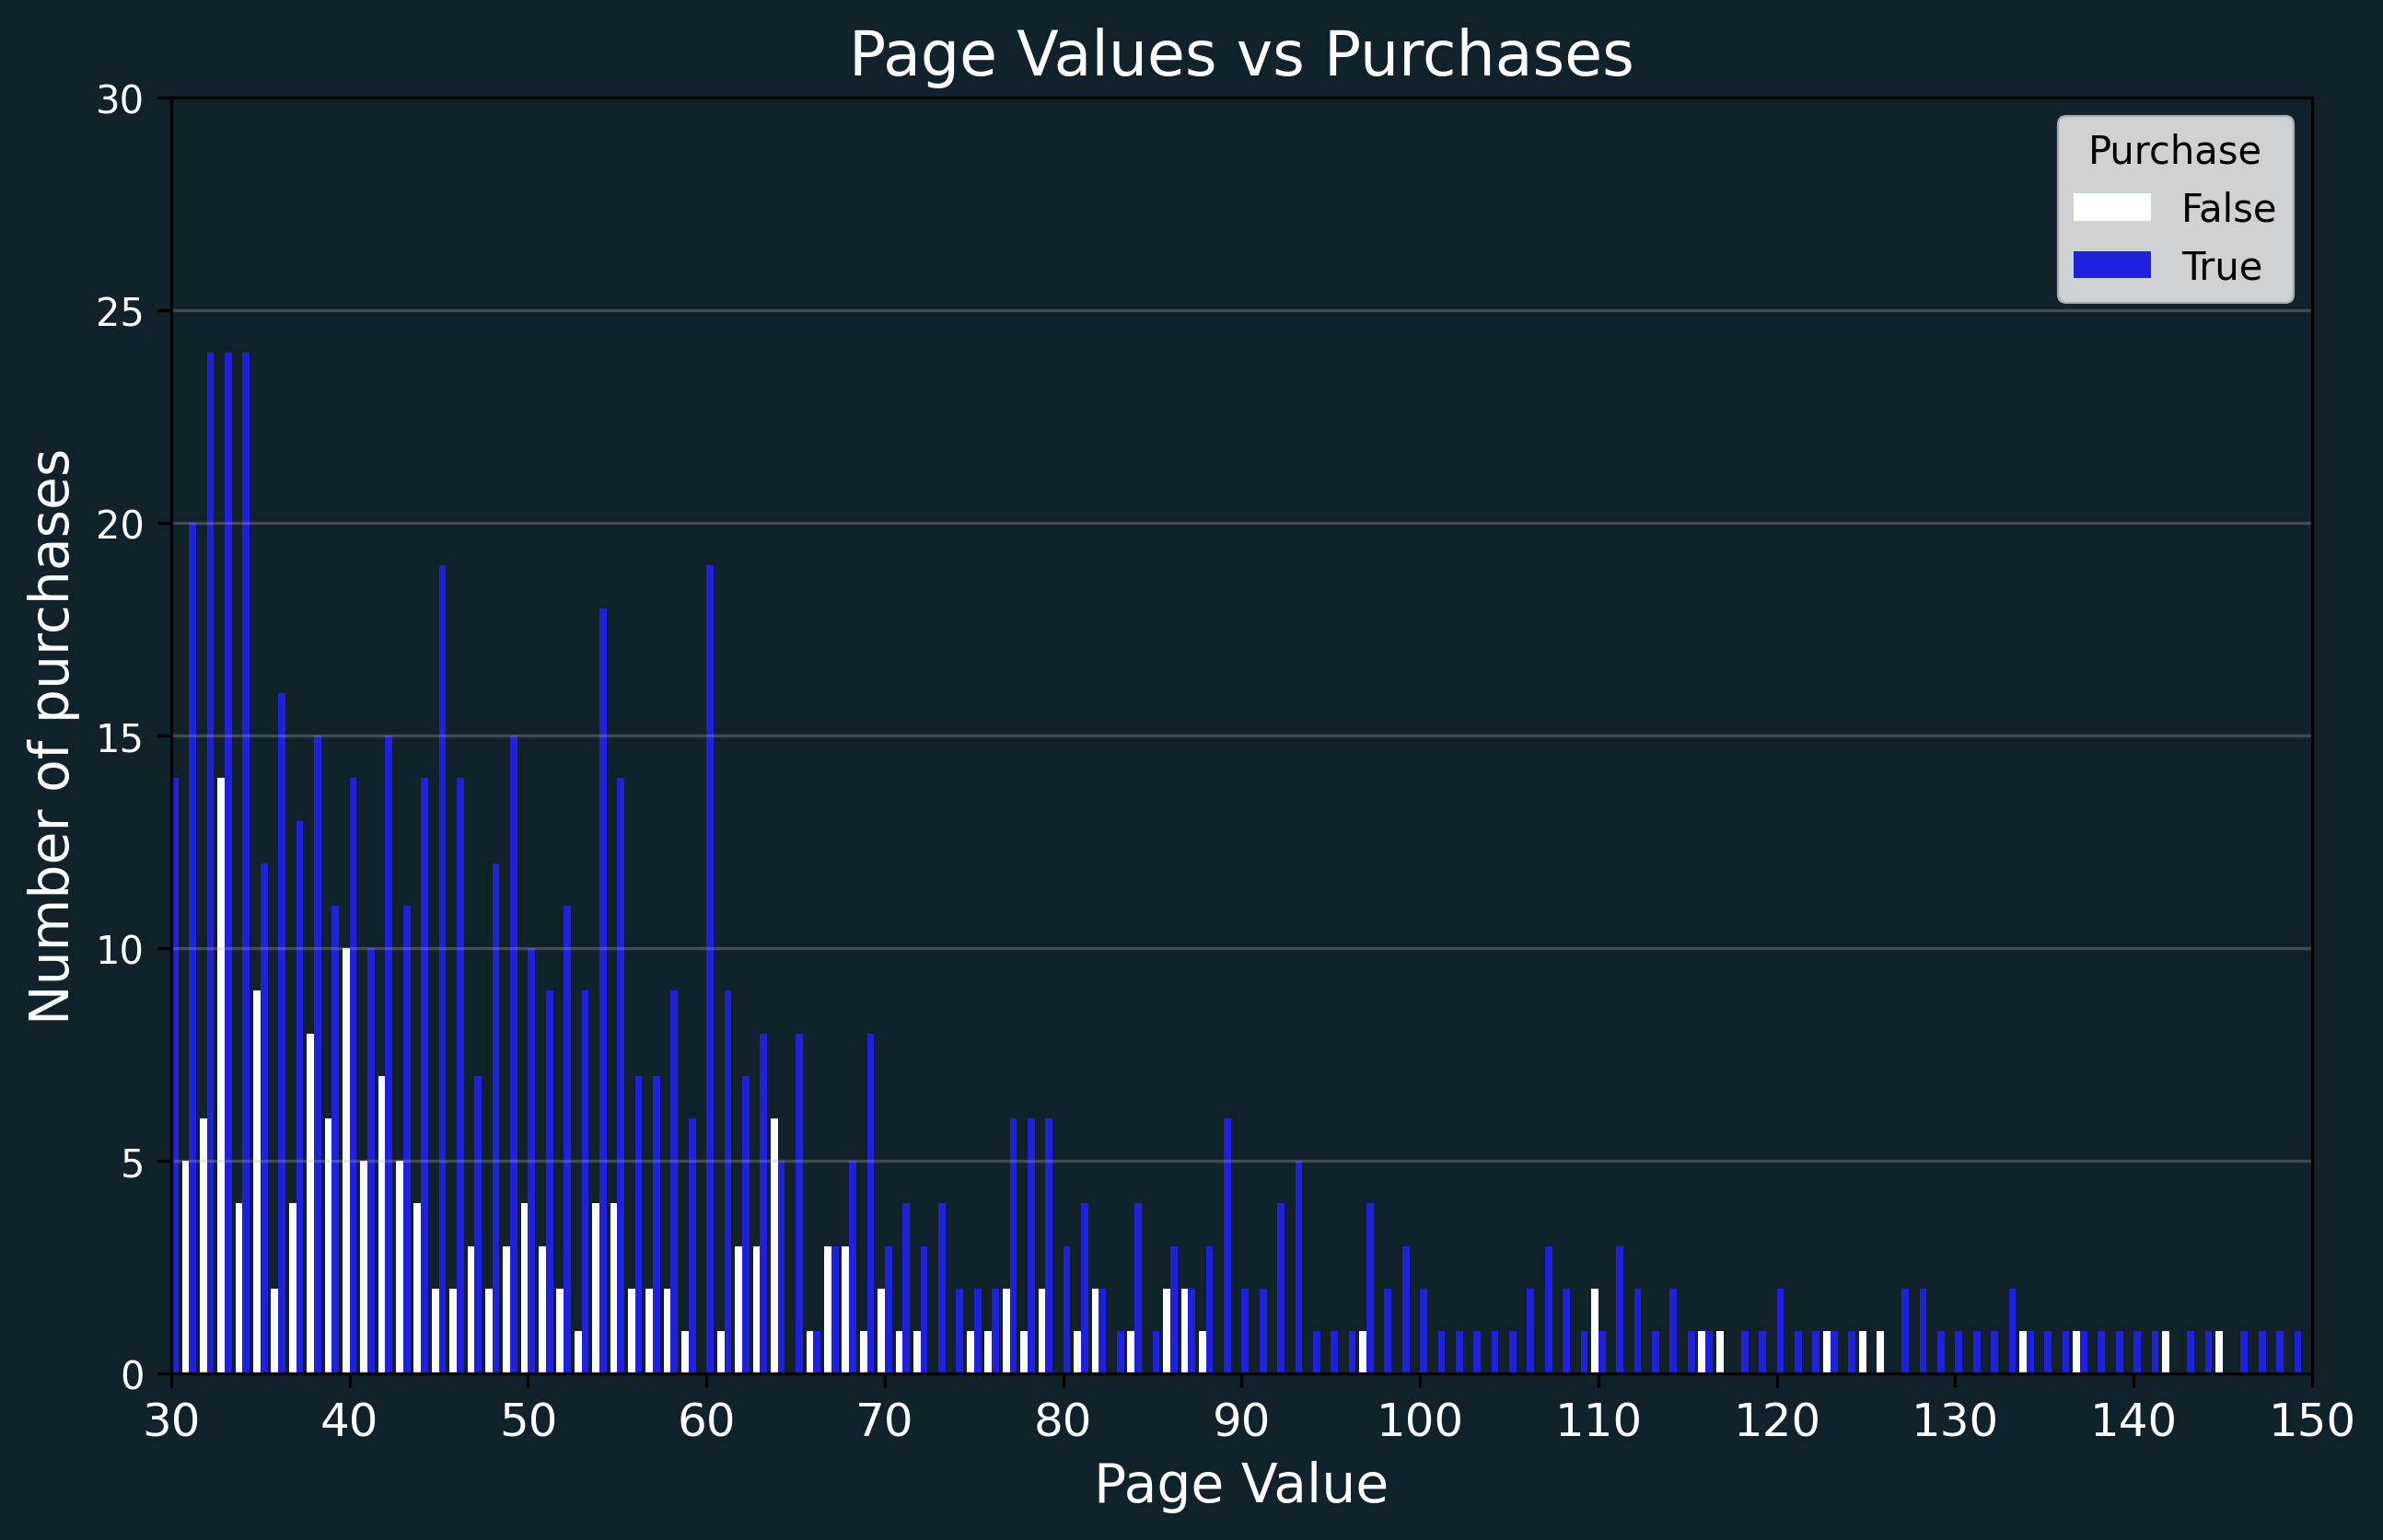 Page Values vs Purchases
30
25
20
15
10
5
0
Number of purchases
Purchase
False
True
30 40 50 60 70 80 90 100 110 120 130 140 150
Page Value